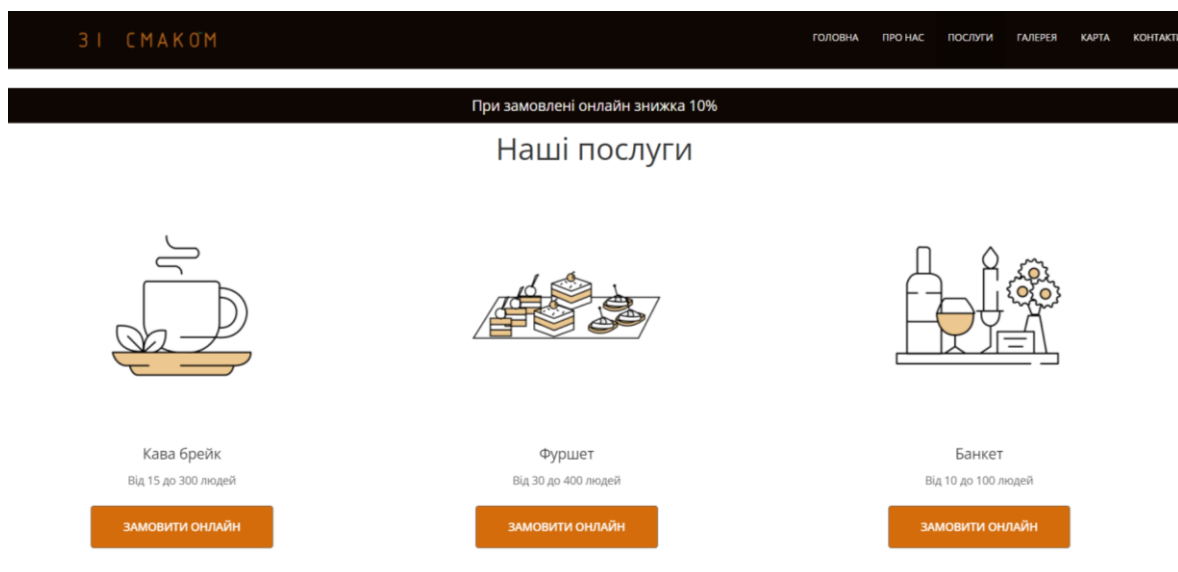 ЗІ СМАКОМ
ГОЛОВНА ПРО НАС ПОСЛУГИ ГАЛЕРЕЯ КАРТА КОНТАКТИ
При замовлені онлайн знижка 10%
Наші послуги
Кава брейк
Від 15 до 300 людей
ЗАМОВИТИ ОНЛАЙН
Фуршет
Від 30 до 400 людей
ЗАМОВИТИ ОНЛАЙН
Банкет
Від 10 до 100 людей
ЗАМОВИТИ ОНЛАЙН